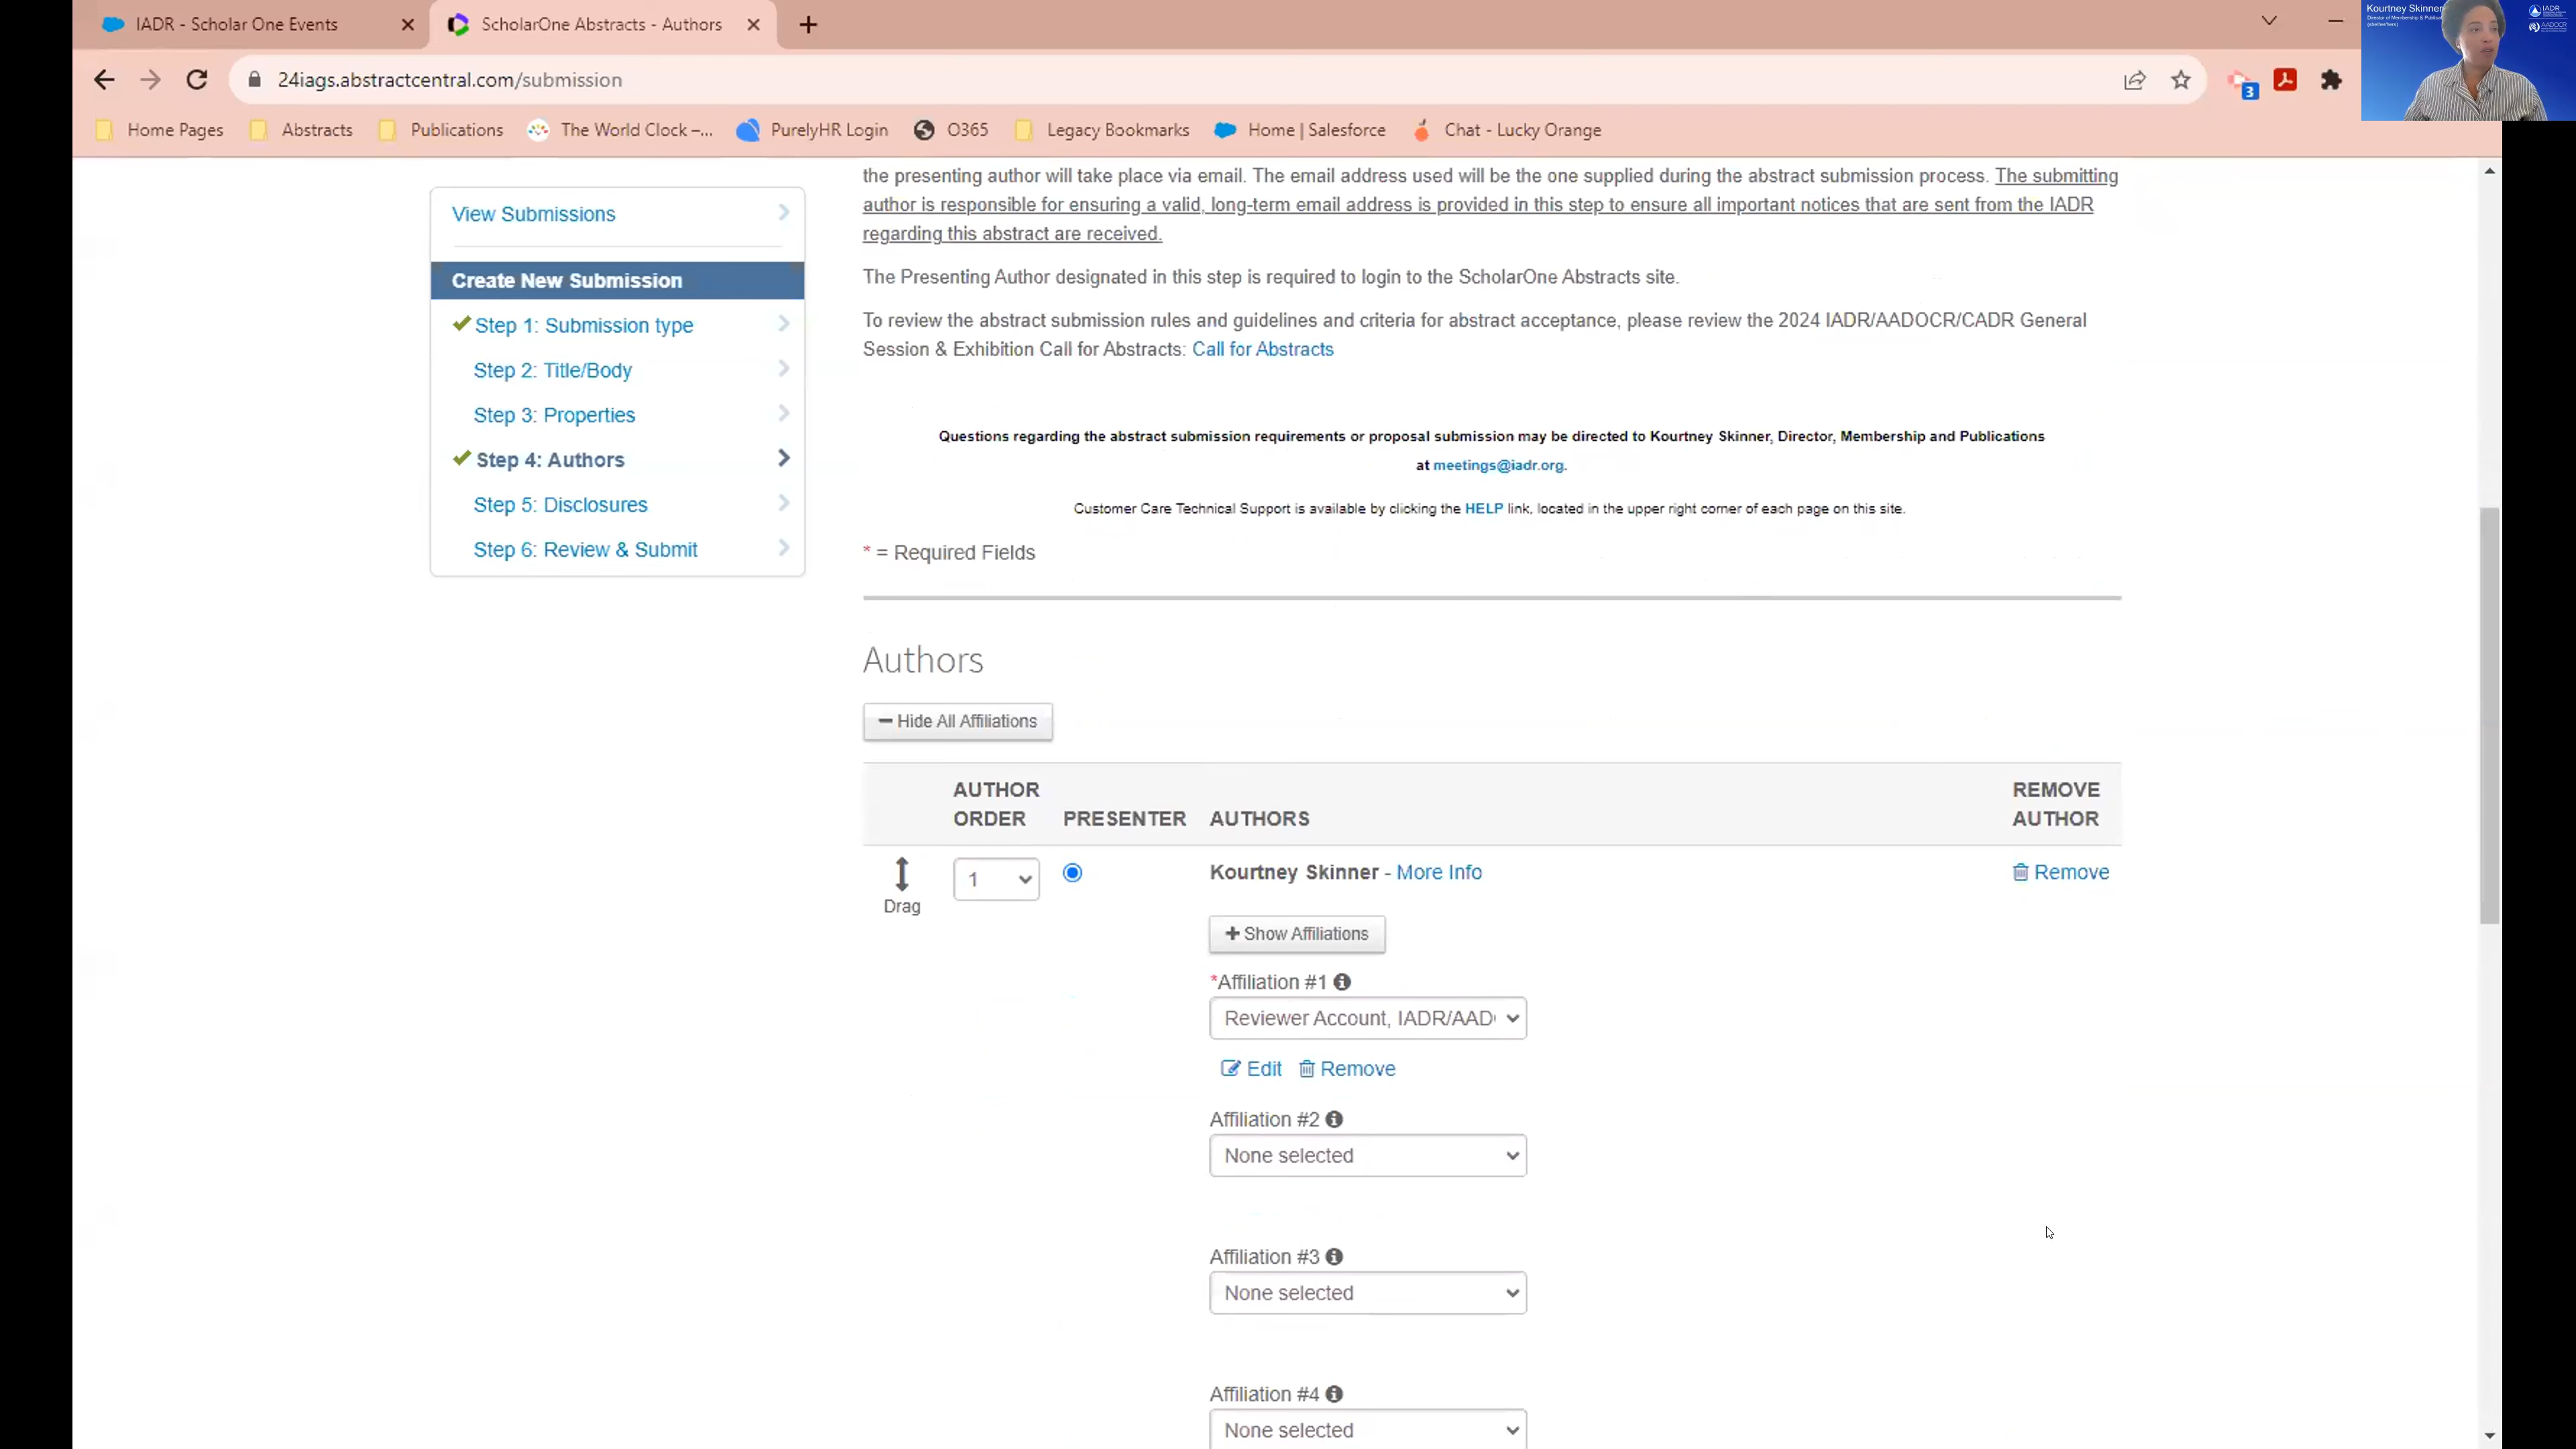 IADR - Scholar One Events
ScholarOne Abstracts - Authors
24iags.abstractcentral.com/submission
3
Home Pages
Abstracts
Publications
The World Clock –...
PurelyHR Login
O365
Legacy Bookmarks
Home | Salesforce
Chat - Lucky Orange
Kourtney Skinner
Director of Membership & Public
(she/her/hers)
IADR
AADOCR
View Submissions
Create New Submission
Step 1: Submission type
Step 2: Title/Body
Step 3: Properties
Step 4: Authors
Step 5: Disclosures
Step 6: Review & Submit
the presenting author will take place via email. The email address used will be the one supplied during the abstract submission process. The submitting
author is responsible for ensuring a valid, long-term email address is provided in this step to ensure all important notices that are sent from the IADR
regarding this abstract are received.
The Presenting Author designated in this step is required to login to the ScholarOne Abstracts site.
To review the abstract submission rules and guidelines and criteria for abstract acceptance, please review the 2024 IADR/AADOCR/CADR General
Session & Exhibition Call for Abstracts: Call for Abstracts
Questions regarding the abstract submission requirements or proposal submission may be directed to Kourtney Skinner, Director, Membership and Publications
at meetings@iadr.org.
Customer Care Technical Support is available by clicking the HELP link, located in the upper right corner of each page on this site.
* = Required Fields
Authors
Hide All Affiliations
AUTHOR
ORDER
PRESENTER
AUTHORS
REMOVE
AUTHOR
Drag
1
Kourtney Skinner - More Info
Remove
Show Affiliations
*Affiliation #1
Reviewer Account, IADR/AAD
Edit
Remove
Affiliation #2
None selected
Affiliation #3
None selected
Affiliation #4
None selected